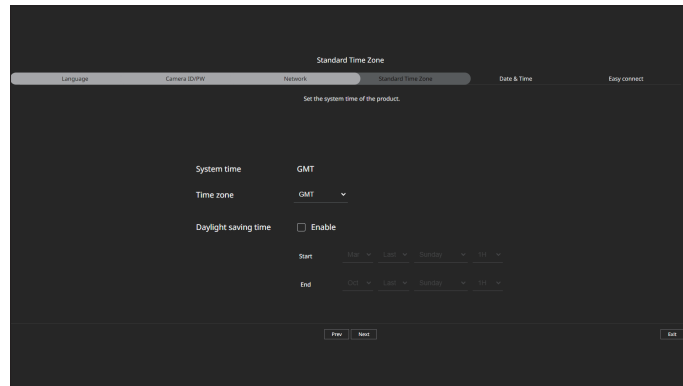 Standard Time Zone
Language Camera ID/PW Network Standard Time Zone Date & Time Easy connect
Set the system time of the product.
System time GMT
Time zone GMT
Daylight saving time Enable
Start Mar Last Sunday 1H
End Oct Last Sunday 1H
Prev Next Exit